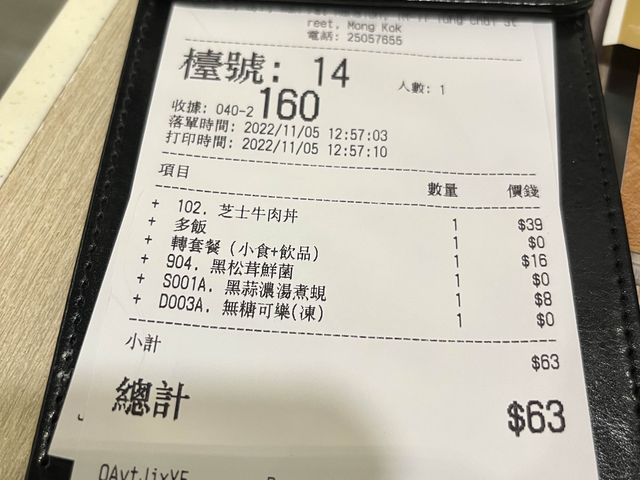 Tung Choi St
reet, Mong Kok
電話: 25057655
檯號: 14 人數: 1
收據: 040-2160
落單時間: 2022/11/05 12:57:03
打印時間: 2022/11/05 12:57:10
項目 數量 價錢
+ 102. 芝士牛肉丼 1 $39
+ 多飯 1 $0
+ 轉套餐 (小食+飲品) 1 $16
+ 904. 黑松茸鮮菌 1 $0
+ S001A. 黑蒜濃湯煮蜆 1 $8
+ D003A. 無糖可樂(凍) 1 $0
小計 $63
總計 $63